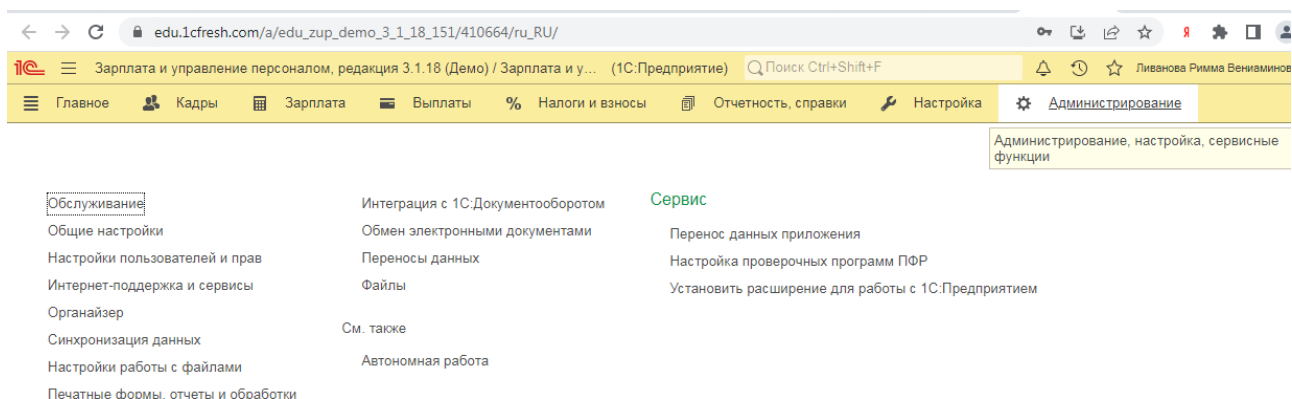 edu.1cfresh.com/a/edu_zup_demo_3_1_18_151/410664/ru_RU/
1С Зарплата и управление персоналом, редакция 3.1.18 (Демо) / Зарплата и у... (1С:Предприятие) Поиск Ctrl+Shift+F Ливанова Римма Вениаминов
Главное Кадры Зарплата Выплаты % Налоги и взносы Отчетность, справки Настройка Администрирование
Администрирование, настройка, сервисные
функции
Обслуживание
Общие настройки
Настройки пользователей и прав
Интернет-поддержка и сервисы
Органайзер
Синхронизация данных
Настройки работы с файлами
Печатные формы, отчеты и обработки
Интеграция с 1С:Документооборотом
Обмен электронными документами
Переносы данных
Файлы
См. также
Автономная работа
Сервис
Перенос данных приложения
Настройка проверочных программ ПФР
Установить расширение для работы с 1С:Предприятием